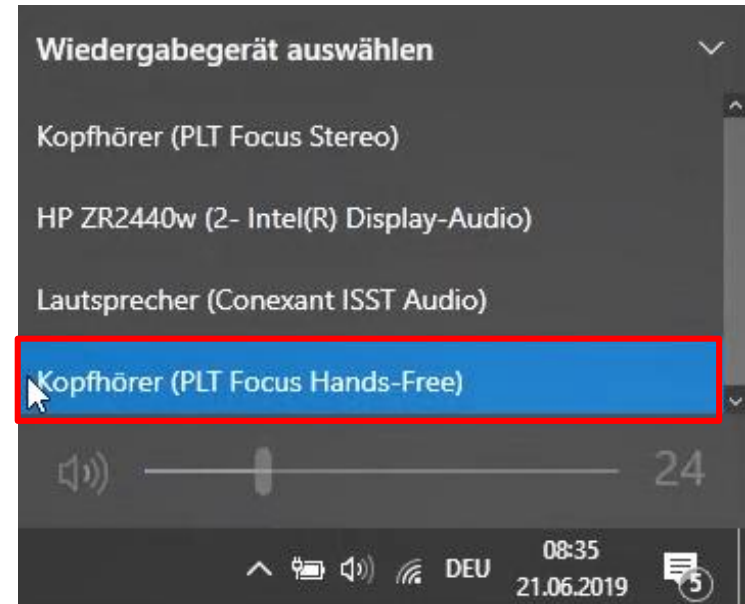 Wiedergabegerät auswählen
Kopfhörer (PLT Focus Stereo)
HP ZR2440w (2- Intel(R) Display-Audio)
Lautsprecher (Conexant ISST Audio)
Kopfhörer (PLT Focus Hands-Free)
24
DEU
08:35
21.06.2019
5